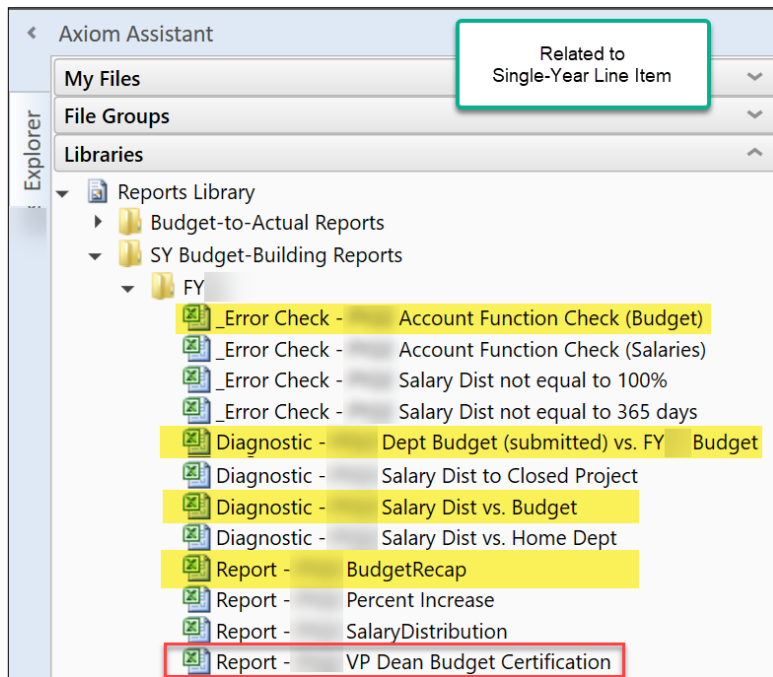 Axiom Assistant
Related to
Single-Year Line Item
My Files
File Groups
Explorer
Libraries
Reports Library
Budget-to-Actual Reports
SY Budget-Building Reports
FY
_Error Check - Account Function Check (Budget)
_Error Check - Account Function Check (Salaries)
_Error Check - Salary Dist not equal to 100%
_Error Check - Salary Dist not equal to 365 days
Diagnostic - Dept Budget (submitted) vs. FY Budget
Diagnostic - Salary Dist to Closed Project
Diagnostic - Salary Dist vs. Budget
Diagnostic - Salary Dist vs. Home Dept
Report - BudgetRecap
Report - Percent Increase
Report - SalaryDistribution
Report - VP Dean Budget Certification